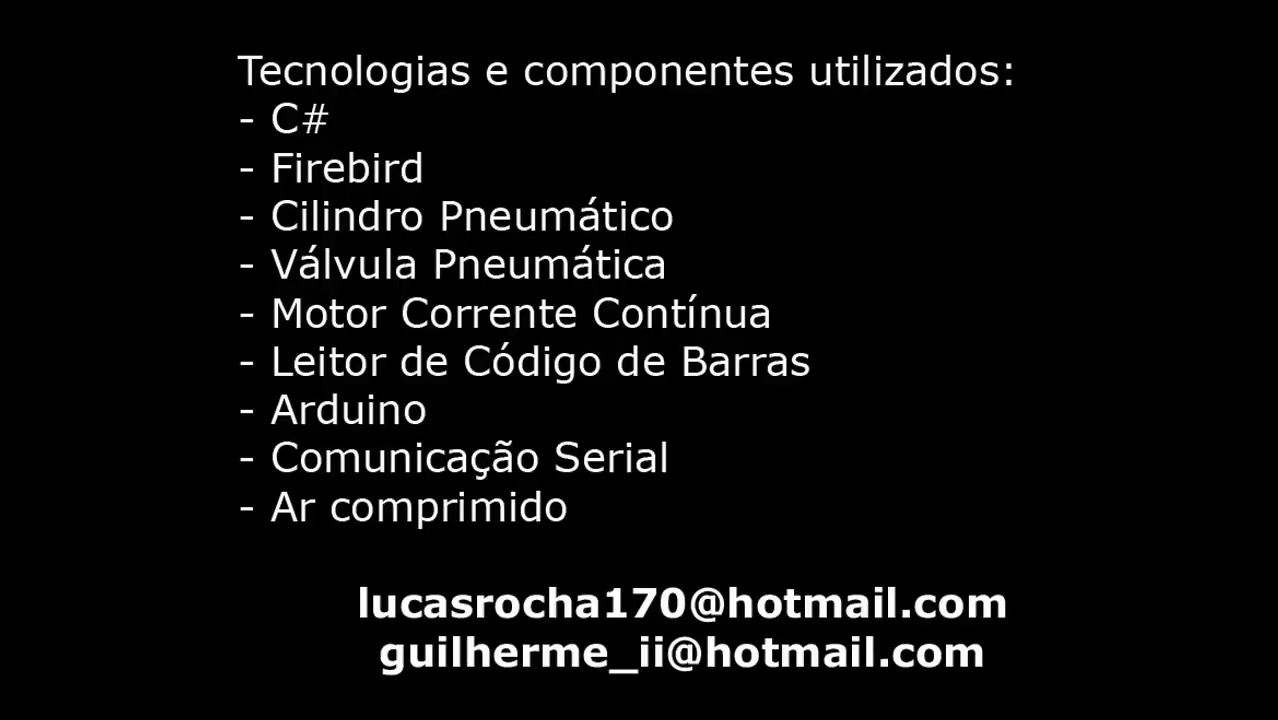 Tecnologias e componentes utilizados:
- C#
- Firebird
- Cilindro Pneumático
- Válvula Pneumática
- Motor Corrente Contínua
- Leitor de Código de Barras
- Arduino
- Comunicação Serial
- Ar comprimido
lucasrocha170@hotmail.com
guilherme_ii@hotmail.com